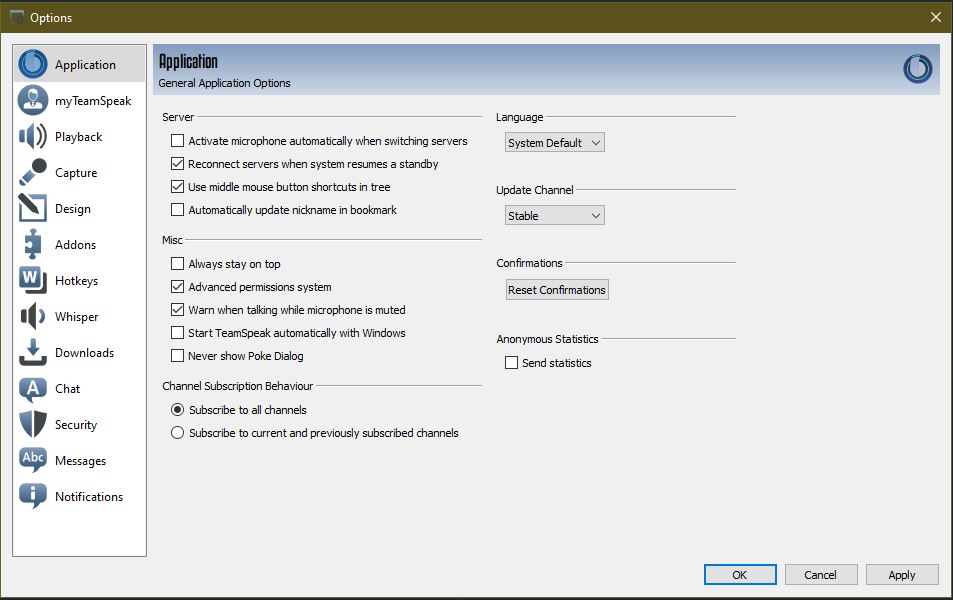 Options
Application
myTeamSpeak
Playback
Capture
Design
Addons
W
Hotkeys
Whisper
Downloads
A
Chat
Security
Abc
Messages
i
Notifications
Application
General Application Options
Server
Activate microphone automatically when switching servers
Reconnect servers when system resumes a standby
Use middle mouse button shortcuts in tree
Automatically update nickname in bookmark
Misc
Always stay on top
Advanced permissions system
Warn when talking while microphone is muted
Start TeamSpeak automatically with Windows
Never show Poke Dialog
Channel Subscription Behaviour
Subscribe to all channels
Subscribe to current and previously subscribed channels
Language
System Default
Update Channel
Stable
Confirmations
Reset Confirmations
Anonymous Statistics
Send statistics
OK
Cancel
Apply